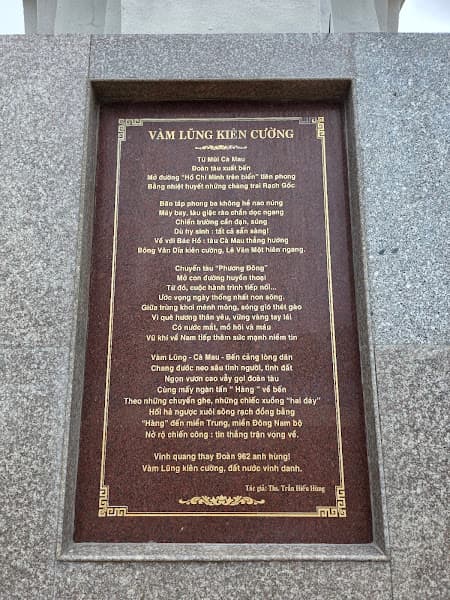 VÀM LŨNG KIÊN CƯỜNG
Từ Mũi Cà Mau
Đoàn tàu xuất bến
Mở đường "Hồ Chí Minh trên biển" tiên phong
Bằng nhiệt huyết những chàng trai Rạch Gốc
Bão táp phong ba không hề nao núng
Máy bay, tàu giặc rào chắn dọc ngang
Chiến trường cần đạn, súng
Dù hy sinh : tất cả sẵn sàng!
Về với Bác Hồ : tàu Cà Mau thẳng hướng
Bông Văn Dĩa kiên cường, Lê Văn Một hiên ngang.
Chuyến tàu "Phương Đông"
Mở con đường huyền thoại
Từ đó, cuộc hành trình tiếp nối...
Ước vọng ngày thống nhất non sông.
Giữa trùng khơi mênh mông, sóng gió thét gào
Vì quê hương thân yêu, vững vàng tay lái
Có nước mắt, mồ hôi và máu
Vũ khí về Nam tiếp thêm sức mạnh niềm tin
Vàm Lũng - Cà Mau - Bến cảng lòng dân
Chang đước neo sâu tình người, tình đất
Ngọn vươn cao vẫy gọi đoàn tàu
Cùng mấy ngàn tấn " Hàng " về bến
Theo những chuyến ghe, những chiếc xuồng "hai đáy"
Hối hả ngược xuôi sông rạch đồng bằng
"Hàng" đến miền Trung, miền Đông Nam bộ
Nở rộ chiến công : tin thắng trận vọng về.
Vinh quang thay Đoàn 962 anh hùng!
Vàm Lũng kiên cường, đất nước vinh danh.
Tác giả: Ths. Trần Hiếu Hùng